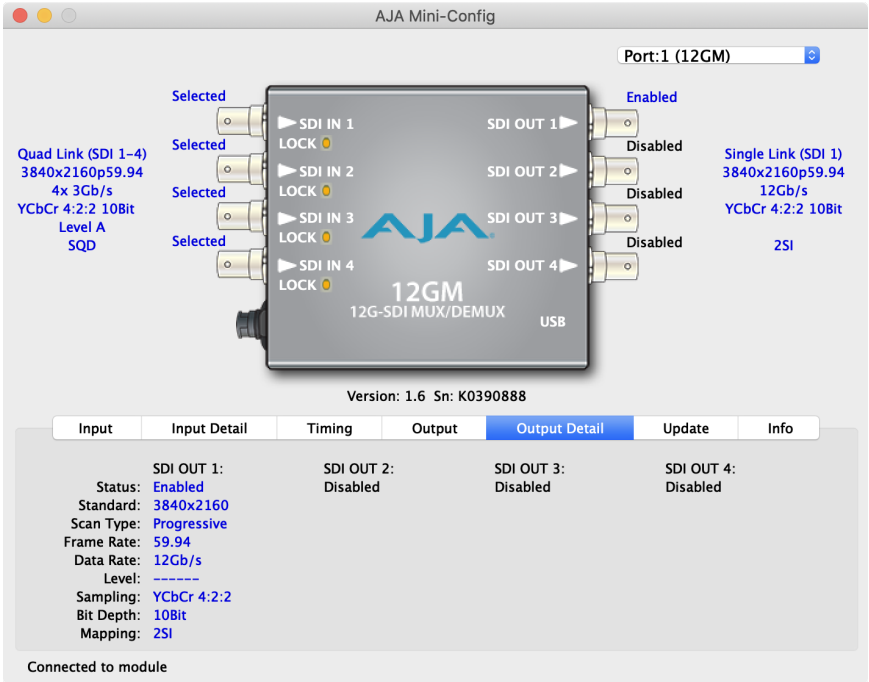 AJA Mini-Config
Port:1 (12GM)
Selected
Selected
Selected
Selected
Quad Link (SDI 1-4)
3840x2160p59.94
4x 3Gb/s
YCbCr 4:2:2 10Bit
Level A
SQD
SDI IN 1
LOCK
SDI IN 2
LOCK
SDI IN 3
LOCK
SDI IN 4
LOCK
AJA
12GM
12G-SDI MUX/DEMUX
USB
SDI OUT 1
SDI OUT 2
SDI OUT 3
SDI OUT 4
Enabled
Disabled
Disabled
Disabled
Single Link (SDI 1)
3840x2160p59.94
12Gb/s
YCbCr 4:2:2 10Bit
2SI
Version: 1.6 Sn: K0390888
Input Input Detail Timing Output Output Detail Update Info
SDI OUT 1: SDI OUT 2: SDI OUT 3: SDI OUT 4:
Status: Enabled Disabled Disabled Disabled
Standard: 3840x2160
Scan Type: Progressive
Frame Rate: 59.94
Data Rate: 12Gb/s
Level: ------
Sampling: YCbCr 4:2:2
Bit Depth: 10Bit
Mapping: 2SI
Connected to module